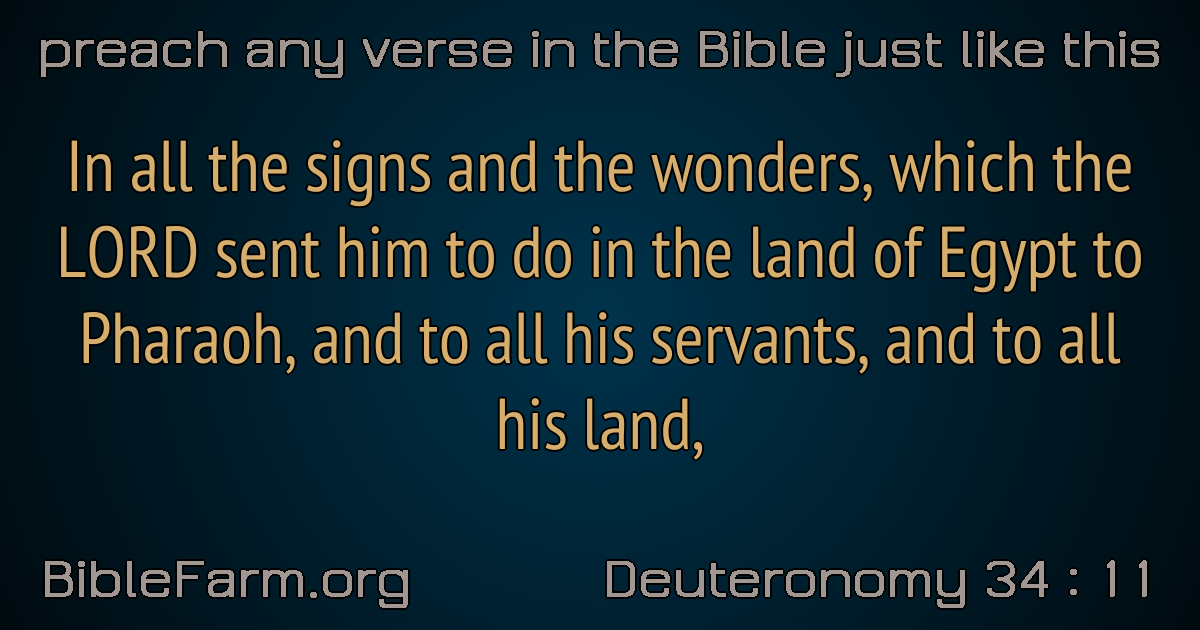 preach any verse in the Bible just like this
In all the signs and the wonders, which the
LORD sent him to do in the land of Egypt to
Pharaoh, and to all his servants, and to all
his land,
BibleFarm.org
Deuteronomy 34 : 11